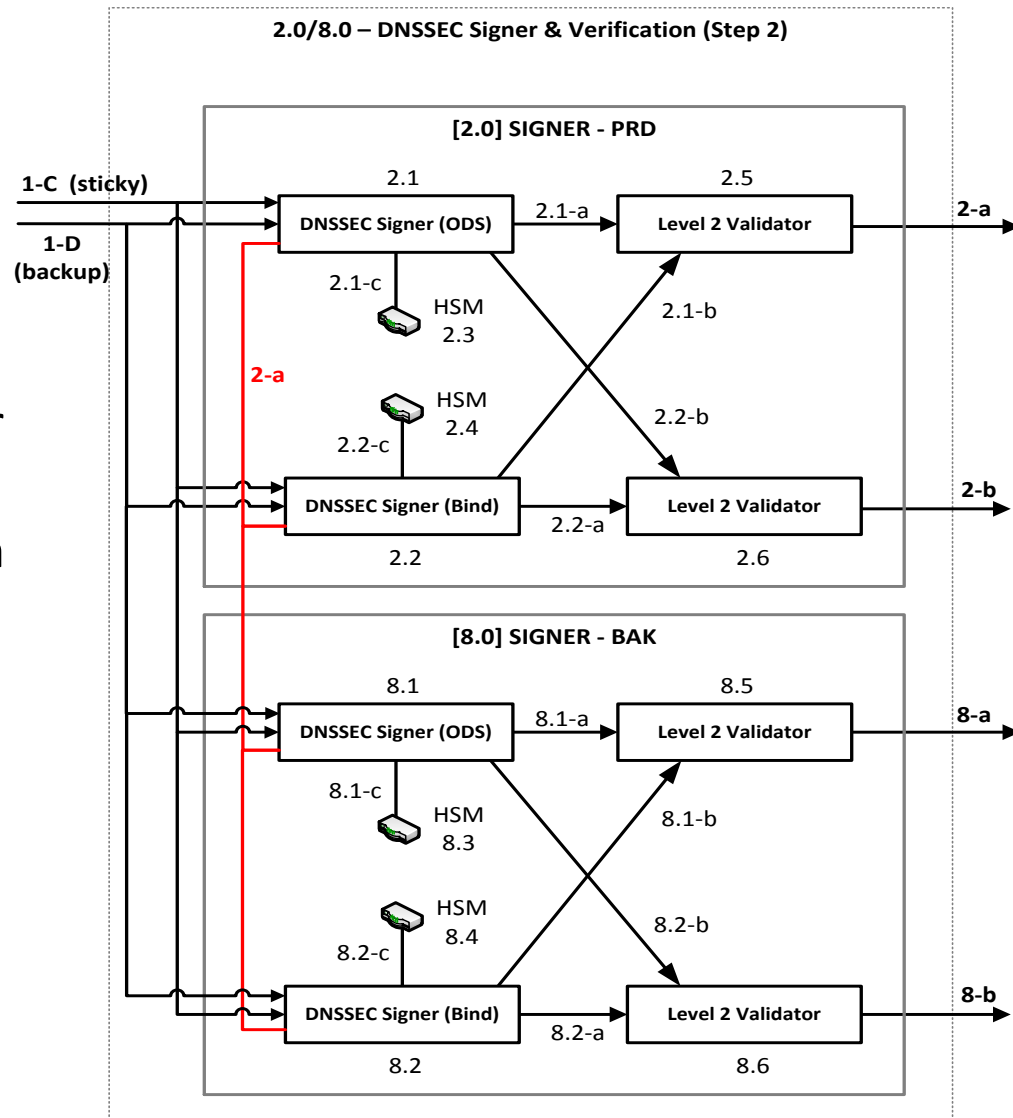 2.0/8.0 – DNSSEC Signer & Verification (Step 2)
[2.0] SIGNER - PRD
1-C (sticky)
1-D
(backup)
2.1
DNSSEC Signer (ODS)
2.1-a
2.5
Level 2 Validator
2-a
2.1-c
HSM
2.3
2.1-b
2-a
HSM
2.4
2.2-c
2.2-b
DNSSEC Signer (Bind)
2.2
2.2-a
Level 2 Validator
2.6
2-b
[8.0] SIGNER - BAK
8.1
DNSSEC Signer (ODS)
8.1-a
8.5
Level 2 Validator
8-a
8.1-c
HSM
8.3
8.1-b
HSM
8.4
8.2-c
8.2-b
DNSSEC Signer (Bind)
8.2
8.2-a
Level 2 Validator
8.6
8-b